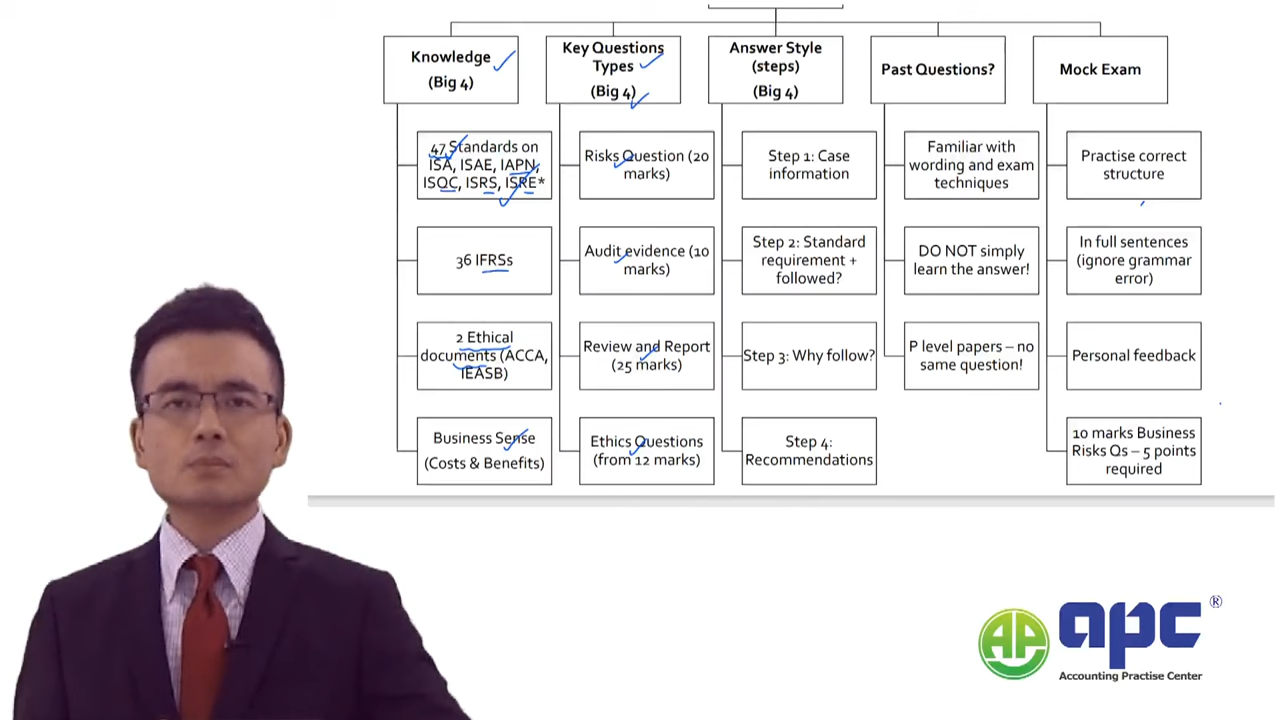 Knowledge
(Big 4)
47 Standards on
ISA, ISAE, IAPN,
ISQC, ISRS, ISRE*
36 IFRSs
2 Ethical
documents (ACCA,
IEASB)
Business Sense
(Costs & Benefits)
Key Questions
Types
(Big 4)
Risks Question (20
marks)
Audit evidence (10
marks)
Review and Report
(25 marks)
Ethics Questions
(from 12 marks)
Answer Style
(steps)
(Big 4)
Step 1: Case
information
Step 2: Standard
requirement +
followed?
Step 3: Why follow?
Step 4:
Recommendations
Past Questions?
Familiar with
wording and exam
techniques
DO NOT simply
learn the answer!
P level papers – no
same question!
Mock Exam
Practise correct
structure
In full sentences
(ignore grammar
error)
Personal feedback
10 marks Business
Risks Qs – 5 points
required
AP
apc®
Accounting Practise Center